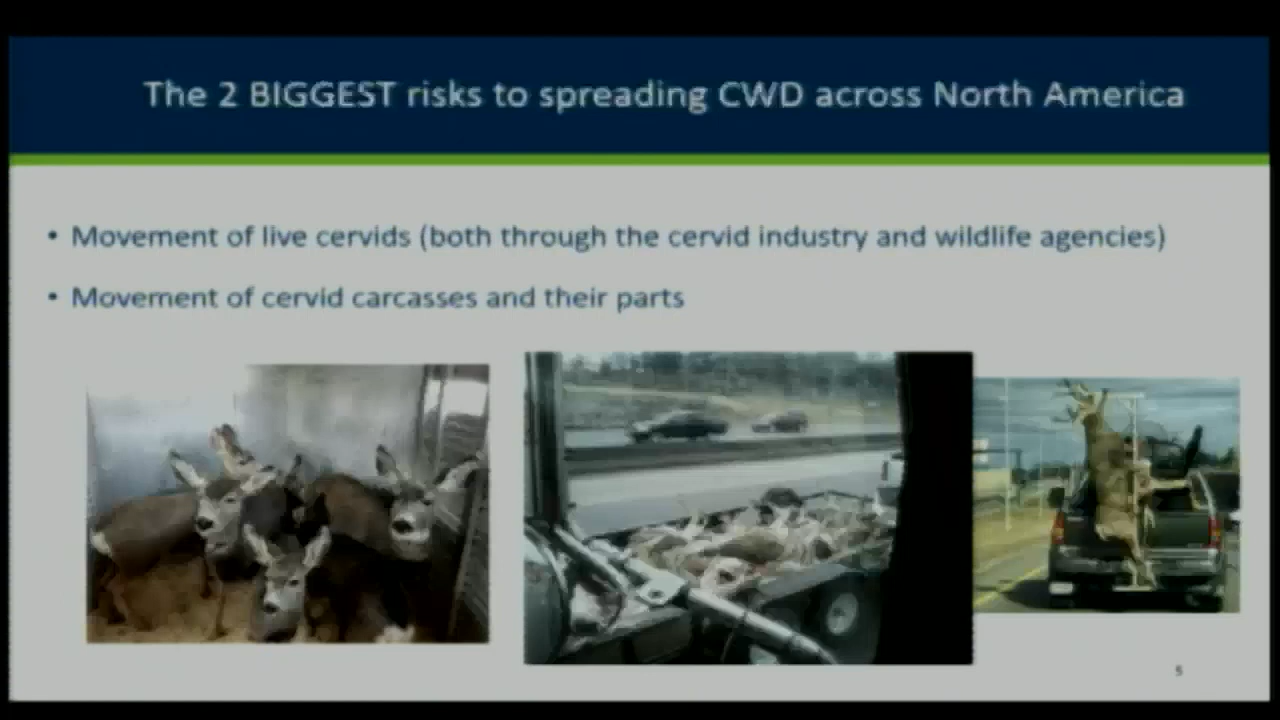 The 2 BIGGEST risks to spreading CWD across North America
• Movement of live cervids (both through the cervid industry and wildlife agencies)
• Movement of cervid carcasses and their parts
5